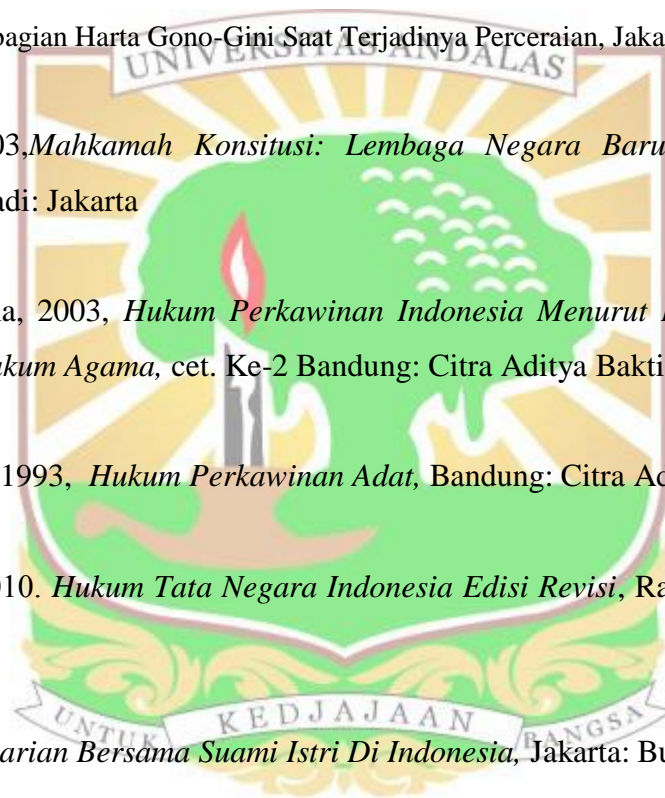 bagian Harta Gono-Gini Saat Terjadinya Perceraian, Jaka
UNIVERSITAS ANDALAS
03,Mahkamah Konsitusi: Lembaga Negara Baru
adi: Jakarta
a, 2003, Hukum Perkawinan Indonesia Menurut
kum Agama, cet. Ke-2 Bandung: Citra Aditya Bakti
1993, Hukum Perkawinan Adat, Bandung: Citra Ad
010. Hukum Tata Negara Indonesia Edisi Revisi, Ra
UNTUK KEDJAJAAN BANGSA
arian Bersama Suami Istri Di Indonesia, Jakarta: Bu